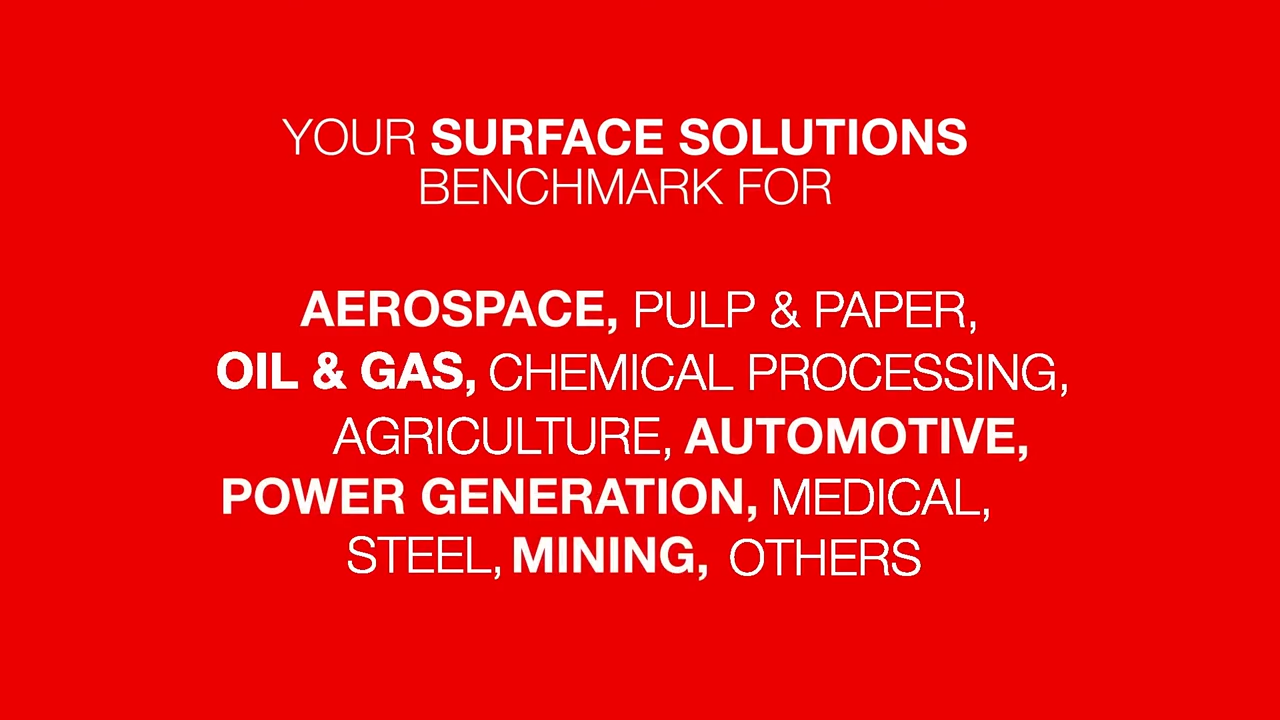 YOUR SURFACE SOLUTIONS
BENCHMARK FOR
AEROSPACE, PULP & PAPER,
OIL & GAS, CHEMICAL PROCESSING,
AGRICULTURE, AUTOMOTIVE,
POWER GENERATION, MEDICAL,
STEEL, MINING, OTHERS